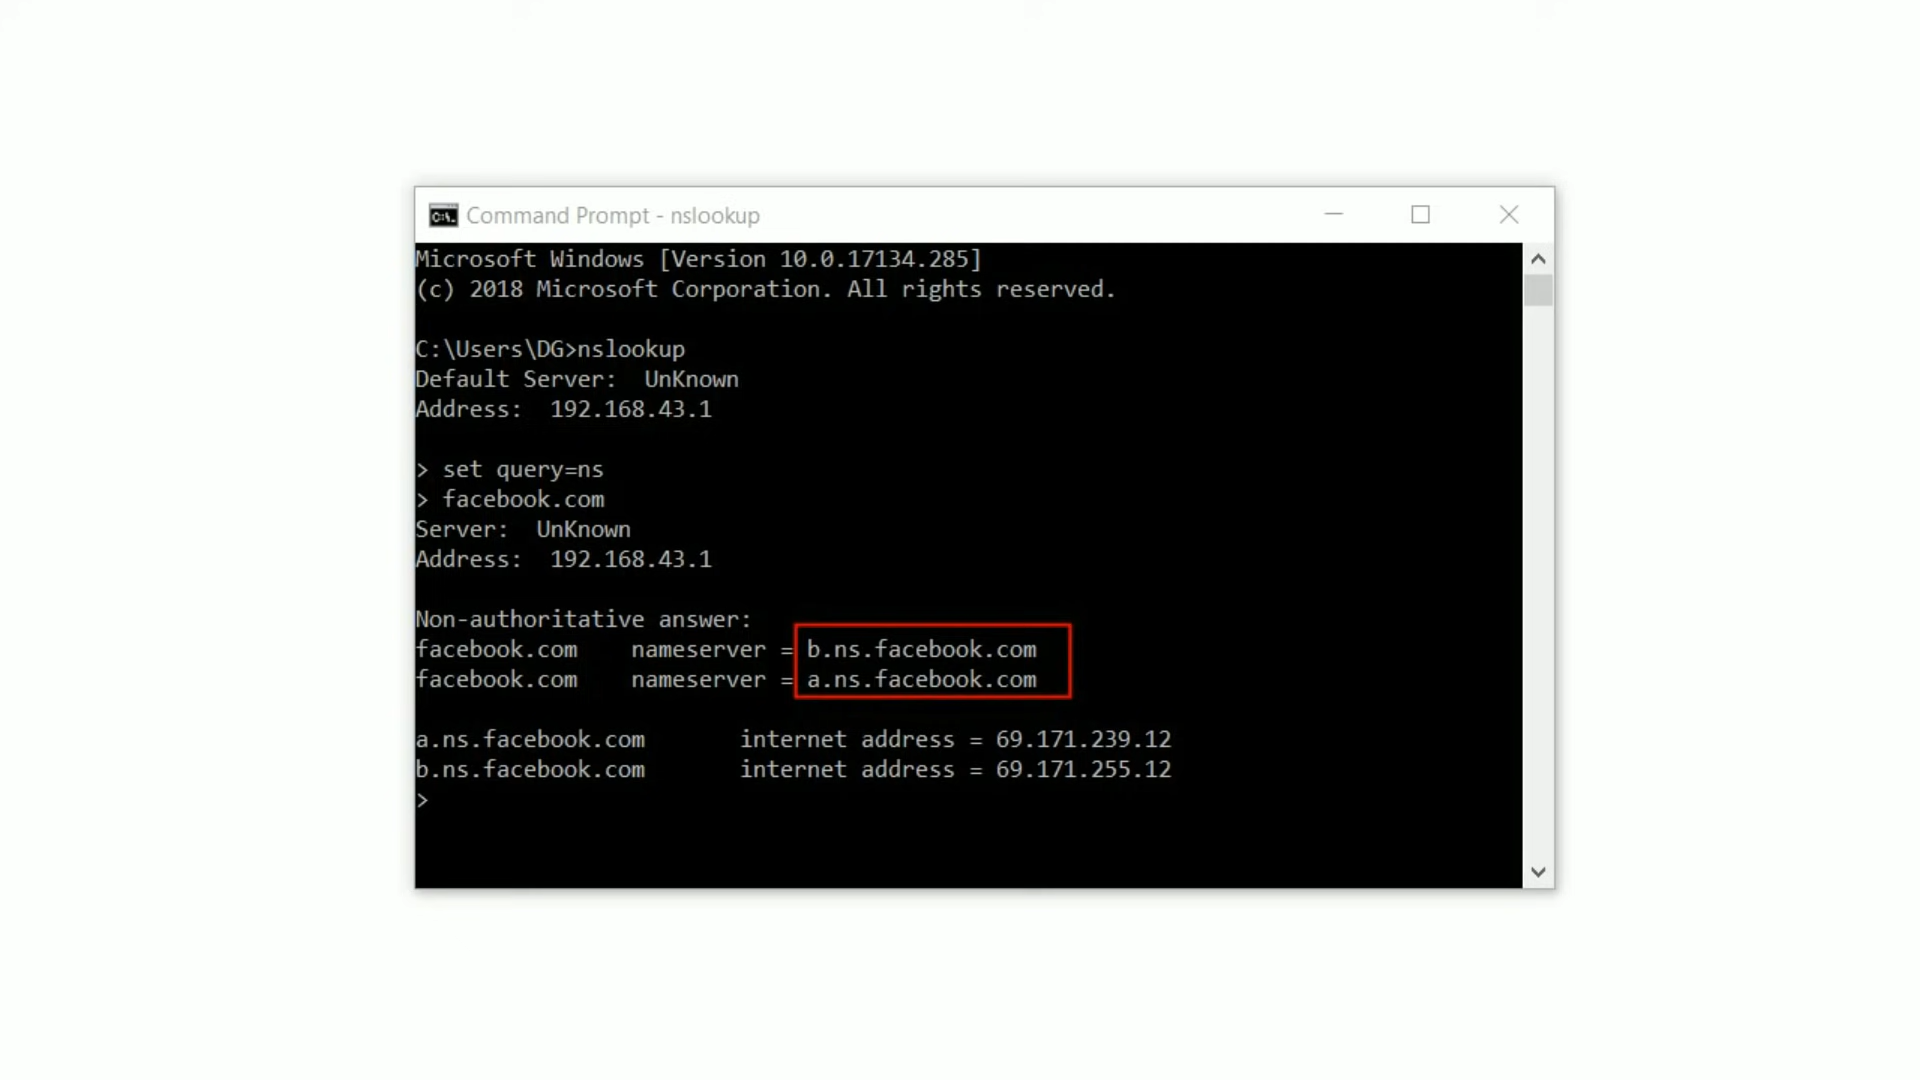 Command Prompt - nslookup
Microsoft Windows [Version 10.0.17134.285]
(c) 2018 Microsoft Corporation. All rights reserved.
C:\Users\DG>nslookup
Default Server:  UnKnown
Address:  192.168.43.1
> set query=ns
> facebook.com
Server:  UnKnown
Address:  192.168.43.1
Non-authoritative answer:
facebook.com    nameserver = b.ns.facebook.com
facebook.com    nameserver = a.ns.facebook.com
a.ns.facebook.com       internet address = 69.171.239.12
b.ns.facebook.com       internet address = 69.171.255.12
>